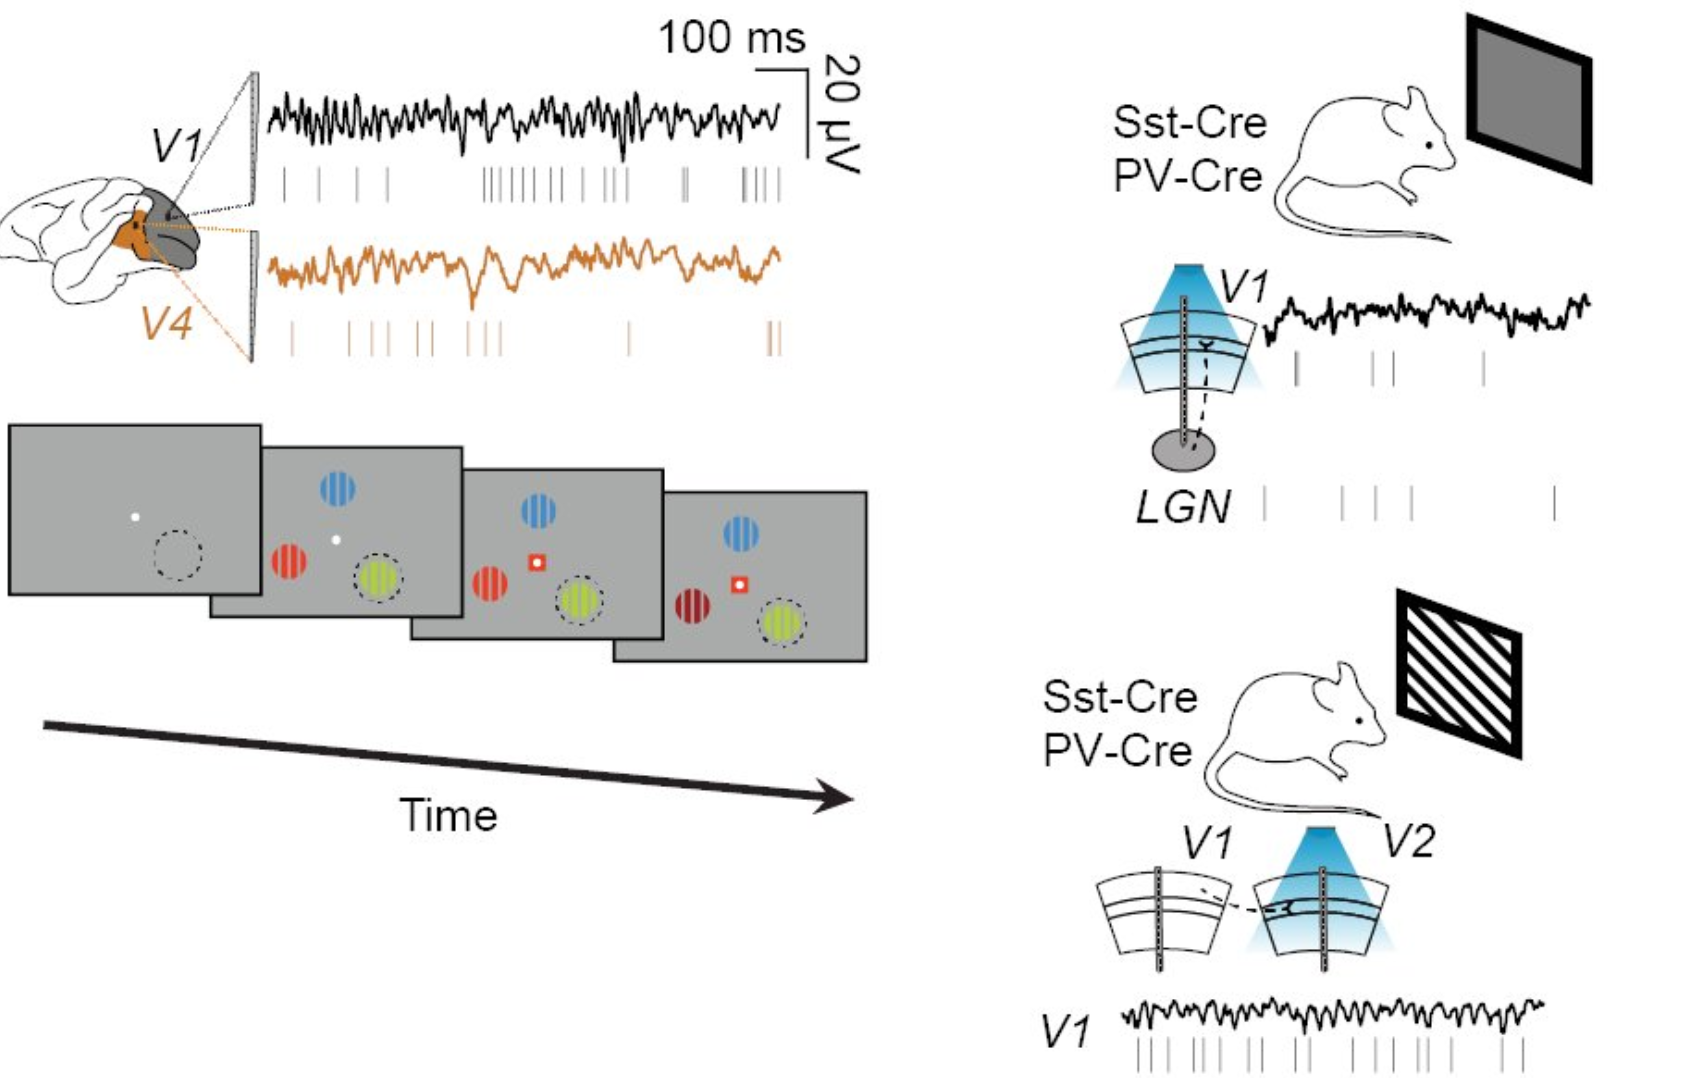 100 ms
20 µV
V1
V4
Time
Sst-Cre
PV-Cre
V1
LGN
Sst-Cre
PV-Cre
V1
V2
V1